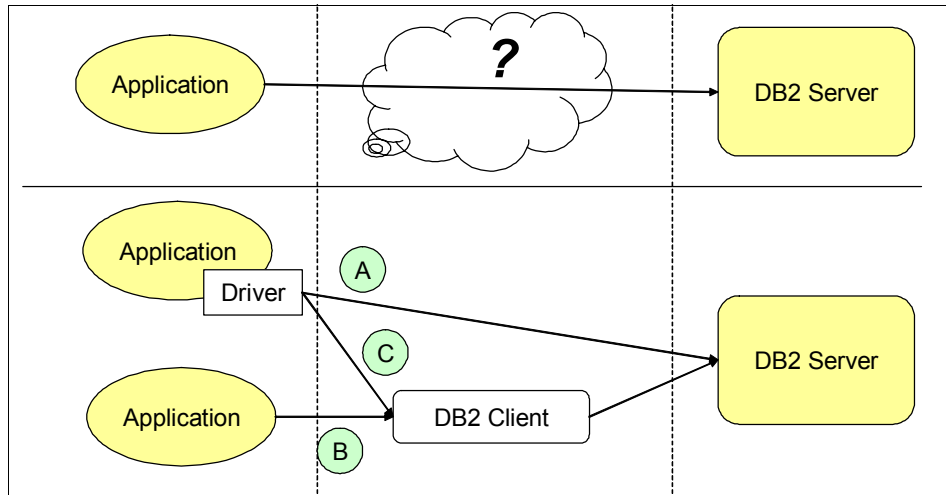 ?
Application
DB2 Server
Application
A
Driver
C
DB2 Server
Application
DB2 Client
B